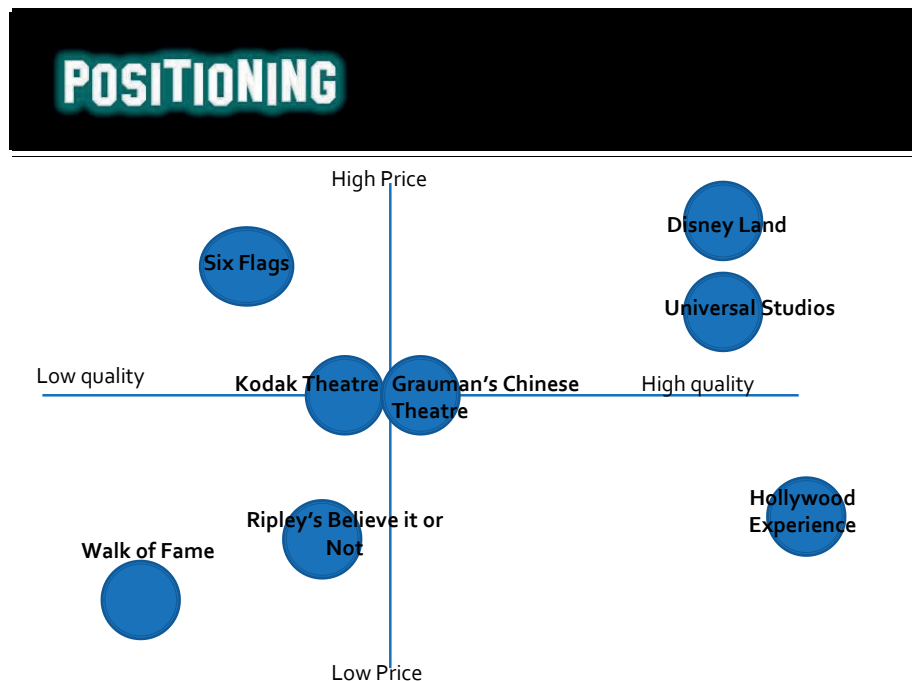 POSITIONING
High Price
Disney Land
Six Flags
Universal Studios
Low quality
Kodak Theatre
Grauman’s Chinese
Theatre
High quality
Hollywood
Experience
Ripley’s Believe it or
Not
Walk of Fame
Low Price